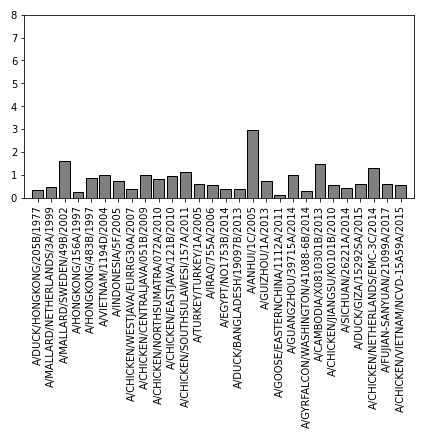 8
7
6
5
4
3
2
1
0
A/DUCK/HONGKONG/205B/1977
A/MALLARD/NETHERLANDS/3A/1999
A/MALLARD/SWEDEN/49B/2002
A/HONGKONG/156A/1997
A/HONGKONG/483B/1997
A/VIETNAM/1194D/2004
A/INDONESIA/5F/2005
A/CHICKEN/WESTJAVA/EURRG30A/2007
A/CHICKEN/CENTRALJAVA/051B/2009
A/CHICKEN/NORTHSUMATRA/072A/2010
A/CHICKEN/EASTJAVA/121B/2010
A/CHICKEN/SOUTHSULAWESI/157A/2011
A/TURKEY/TURKEY/1A/2005
A/IRAQ/755A/2006
A/EGYPT/N01753B/2014
A/DUCK/BANGLADESH/19097B/2013
A/ANHUI/1C/2005
A/GUIZHOU/1A/2013
A/GOOSE/EASTERNCHINA/1112A/2011
A/GUANGZHOU/39715A/2014
A/GYRFALCON/WASHINGTON/41088-6B/2014
A/CAMBODIA/X0810301B/2013
A/CHICKEN/JIANGSU/K0101B/2010
A/SICHUAN/26221A/2014
A/DUCK/GIZA/15292SA/2015
A/CHICKEN/NETHERLANDS/EMC-3C/2014
A/FUJIAN-SANYUAN/21099A/2017
A/CHICKEN/VIETNAM/NCVD-15A59A/2015